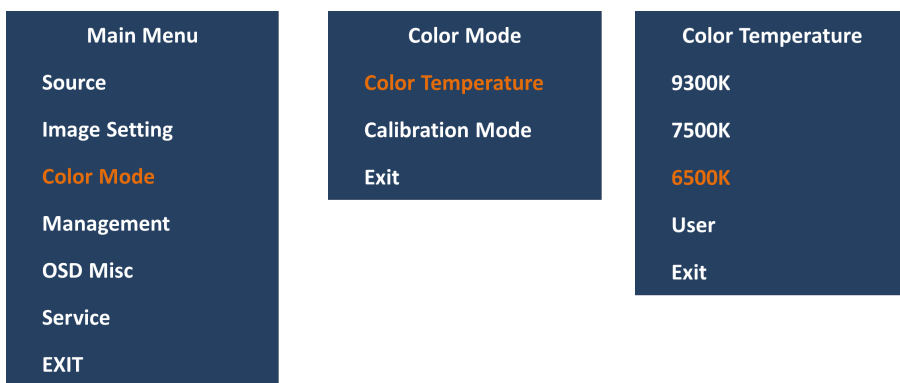 Main Menu
Source
Image Setting
Color Mode
Management
OSD Misc
Service
EXIT
Color Mode
Color Temperature
Calibration Mode
Exit
Color Temperature
9300K
7500K
6500K
User
Exit